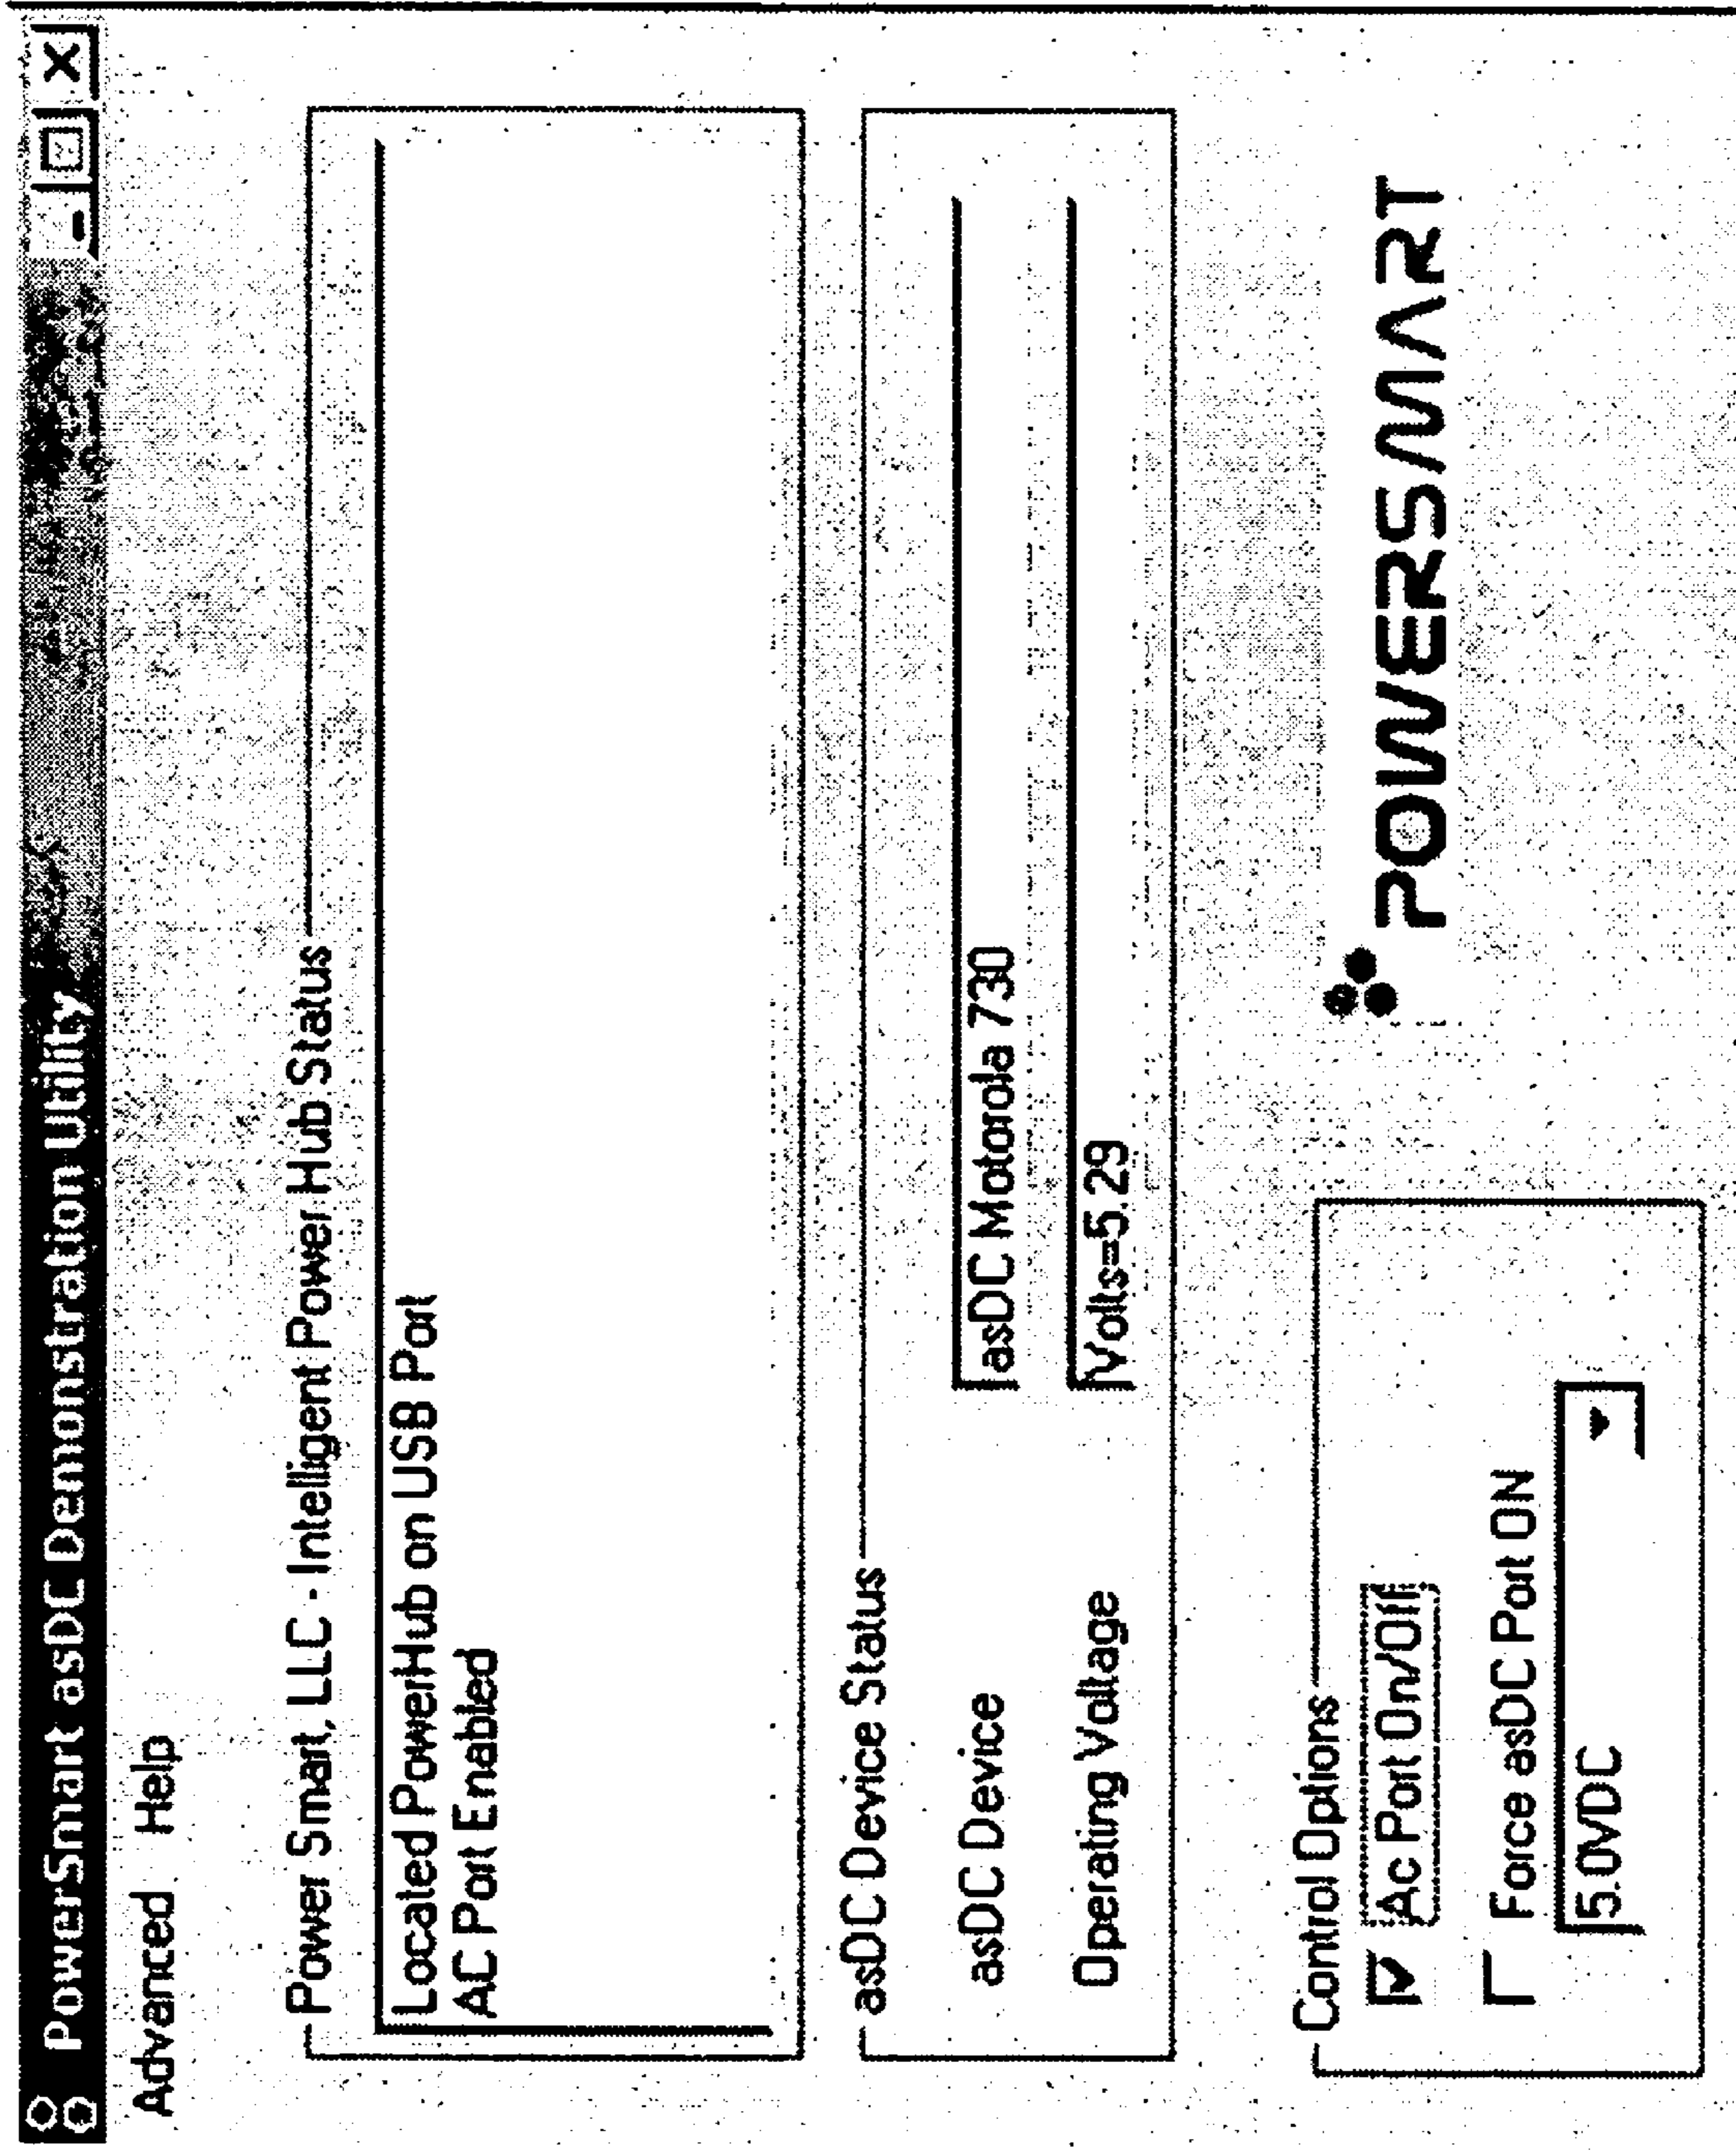 PowerSmart asDC Demonstration Utility
Advanced Help
Power Smart, LLC - Intelligent Power Hub Status
Located PowerHub on USB Port
AC Port Enabled
asDC Device Status
asDC Device
asDC Motorola 730
Operating Voltage
Volts=5.29
Control Options
Ac Port On/Off
Force asDC Port ON
5.0VDC
POWERSMART